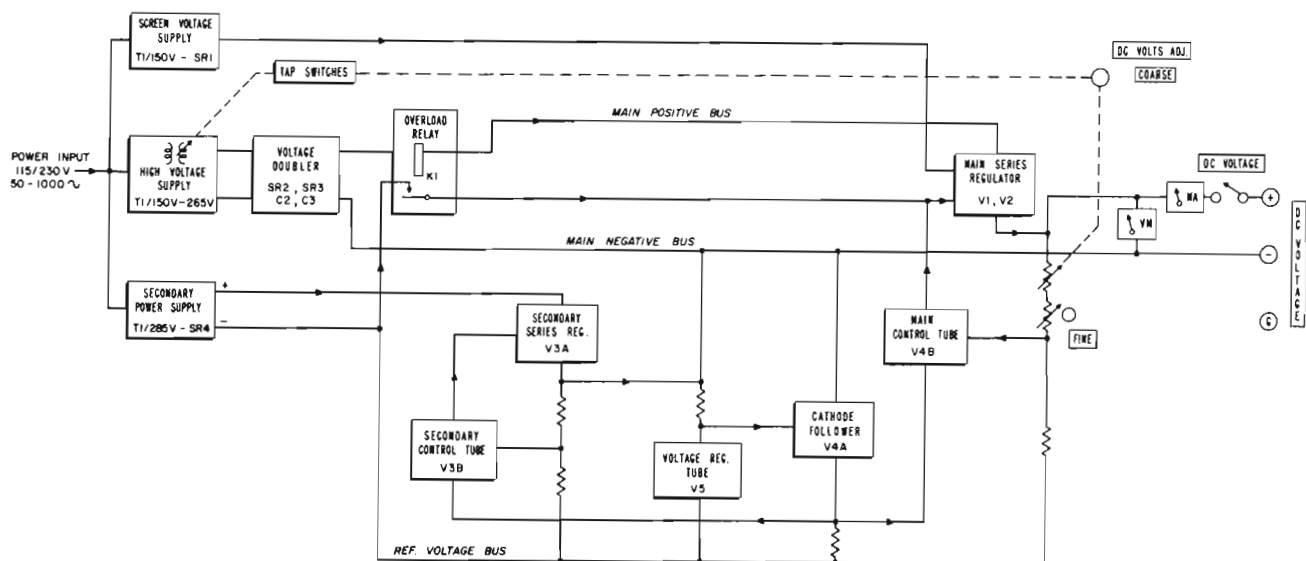 SCREEN VOLTAGE
SUPPLY
T1/150V - SR1
TAP SWITCHES
DC VOLTS ADJ.
COARSE
MAIN POSITIVE BUS
OVERLOAD
RELAY
K1
POWER INPUT
115/230 V
50-1000 ~
HIGH VOLTAGE
SUPPLY
T1/150V-265V
VOLTAGE
DOUBLER
SR2, SR3
C2, C3
MAIN SERIES
REGULATOR
V1, V2
DC VOLTAGE
MA
+
VM
MAIN NEGATIVE BUS
-
DC VOLTAGE
SECONDARY
POWER SUPPLY
T1/285V - SR4
+
-
SECONDARY
SERIES REG.
V3A
MAIN
CONTROL TUBE
V4B
FINE
G
SECONDARY
CONTROL TUBE
V3B
VOLTAGE REG.
TUBE
V5
CATHODE
FOLLOWER
V4A
REF. VOLTAGE BUS